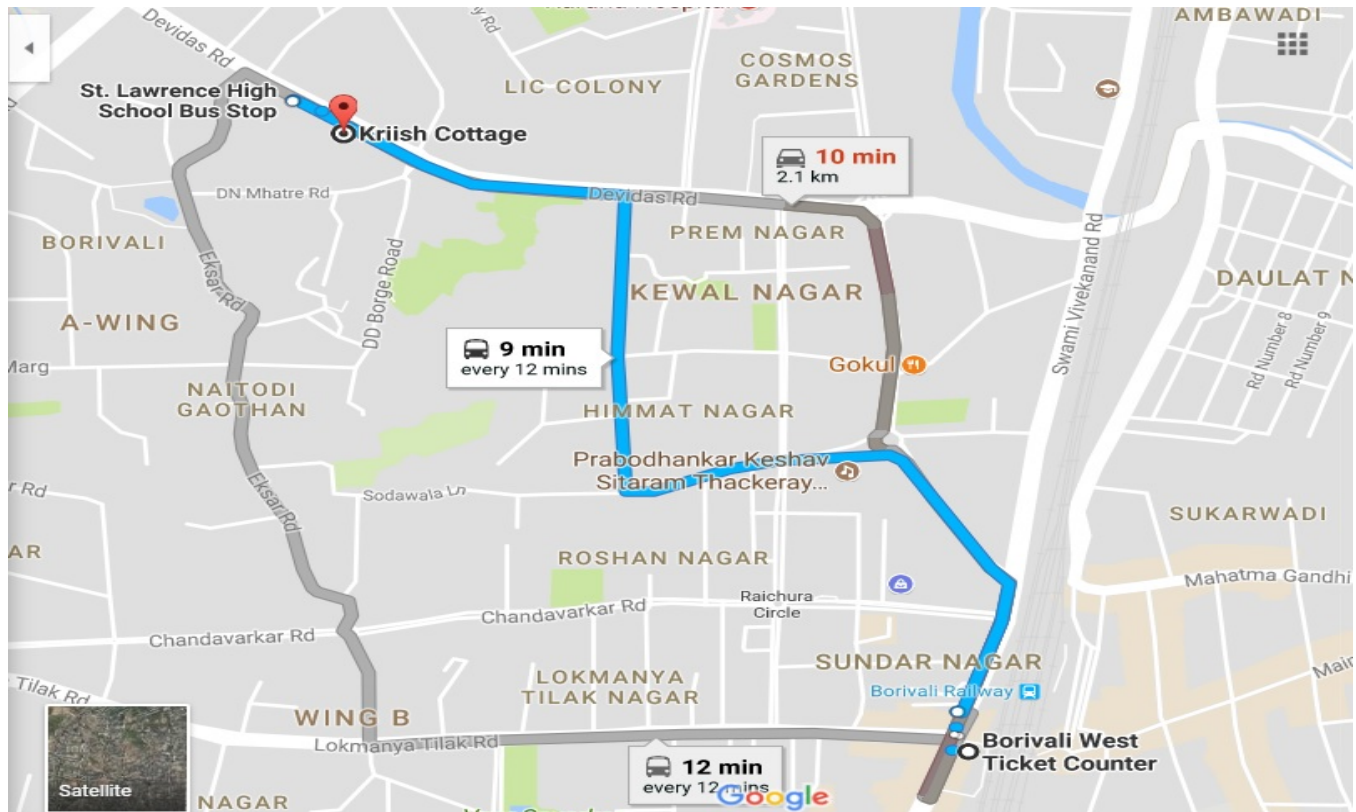 AMBAWADI
Devidas Rd
COSMOS
GARDENS
LIC COLONY
St. Lawrence High
School Bus Stop
Kriish Cottage
10 min
2.1 km
DN Mhatre Rd
Devidas Rd
PREM NAGAR
BORIVALI
Eksar Rd
DD Borge Road
Swami Vivekanand Rd
DAULAT N
KEWAL NAGAR
A-WING
Rd Number 8
Rd Number 9
9 min
every 12 mins
Marg
Gokul
NAITODI
GAOTHAN
HIMMAT NAGAR
Prabodhankar Keshav
Sitaram Thackeray...
r Rd
Sodawala Ln
Eksar Rd
SUKARWADI
AR
ROSHAN NAGAR
Mahatma Gandhi
Raichura
Circle
Chandavarkar Rd
Chandavarkar Rd
SUNDAR NAGAR
LOKMANYA
TILAK NAGAR
Borivali Railway
Main
Tilak Rd
WING B
Lokmanya Tilak Rd
Borivali West
Ticket Counter
12 min
every 12 mins
Satellite
Google
NAGAR